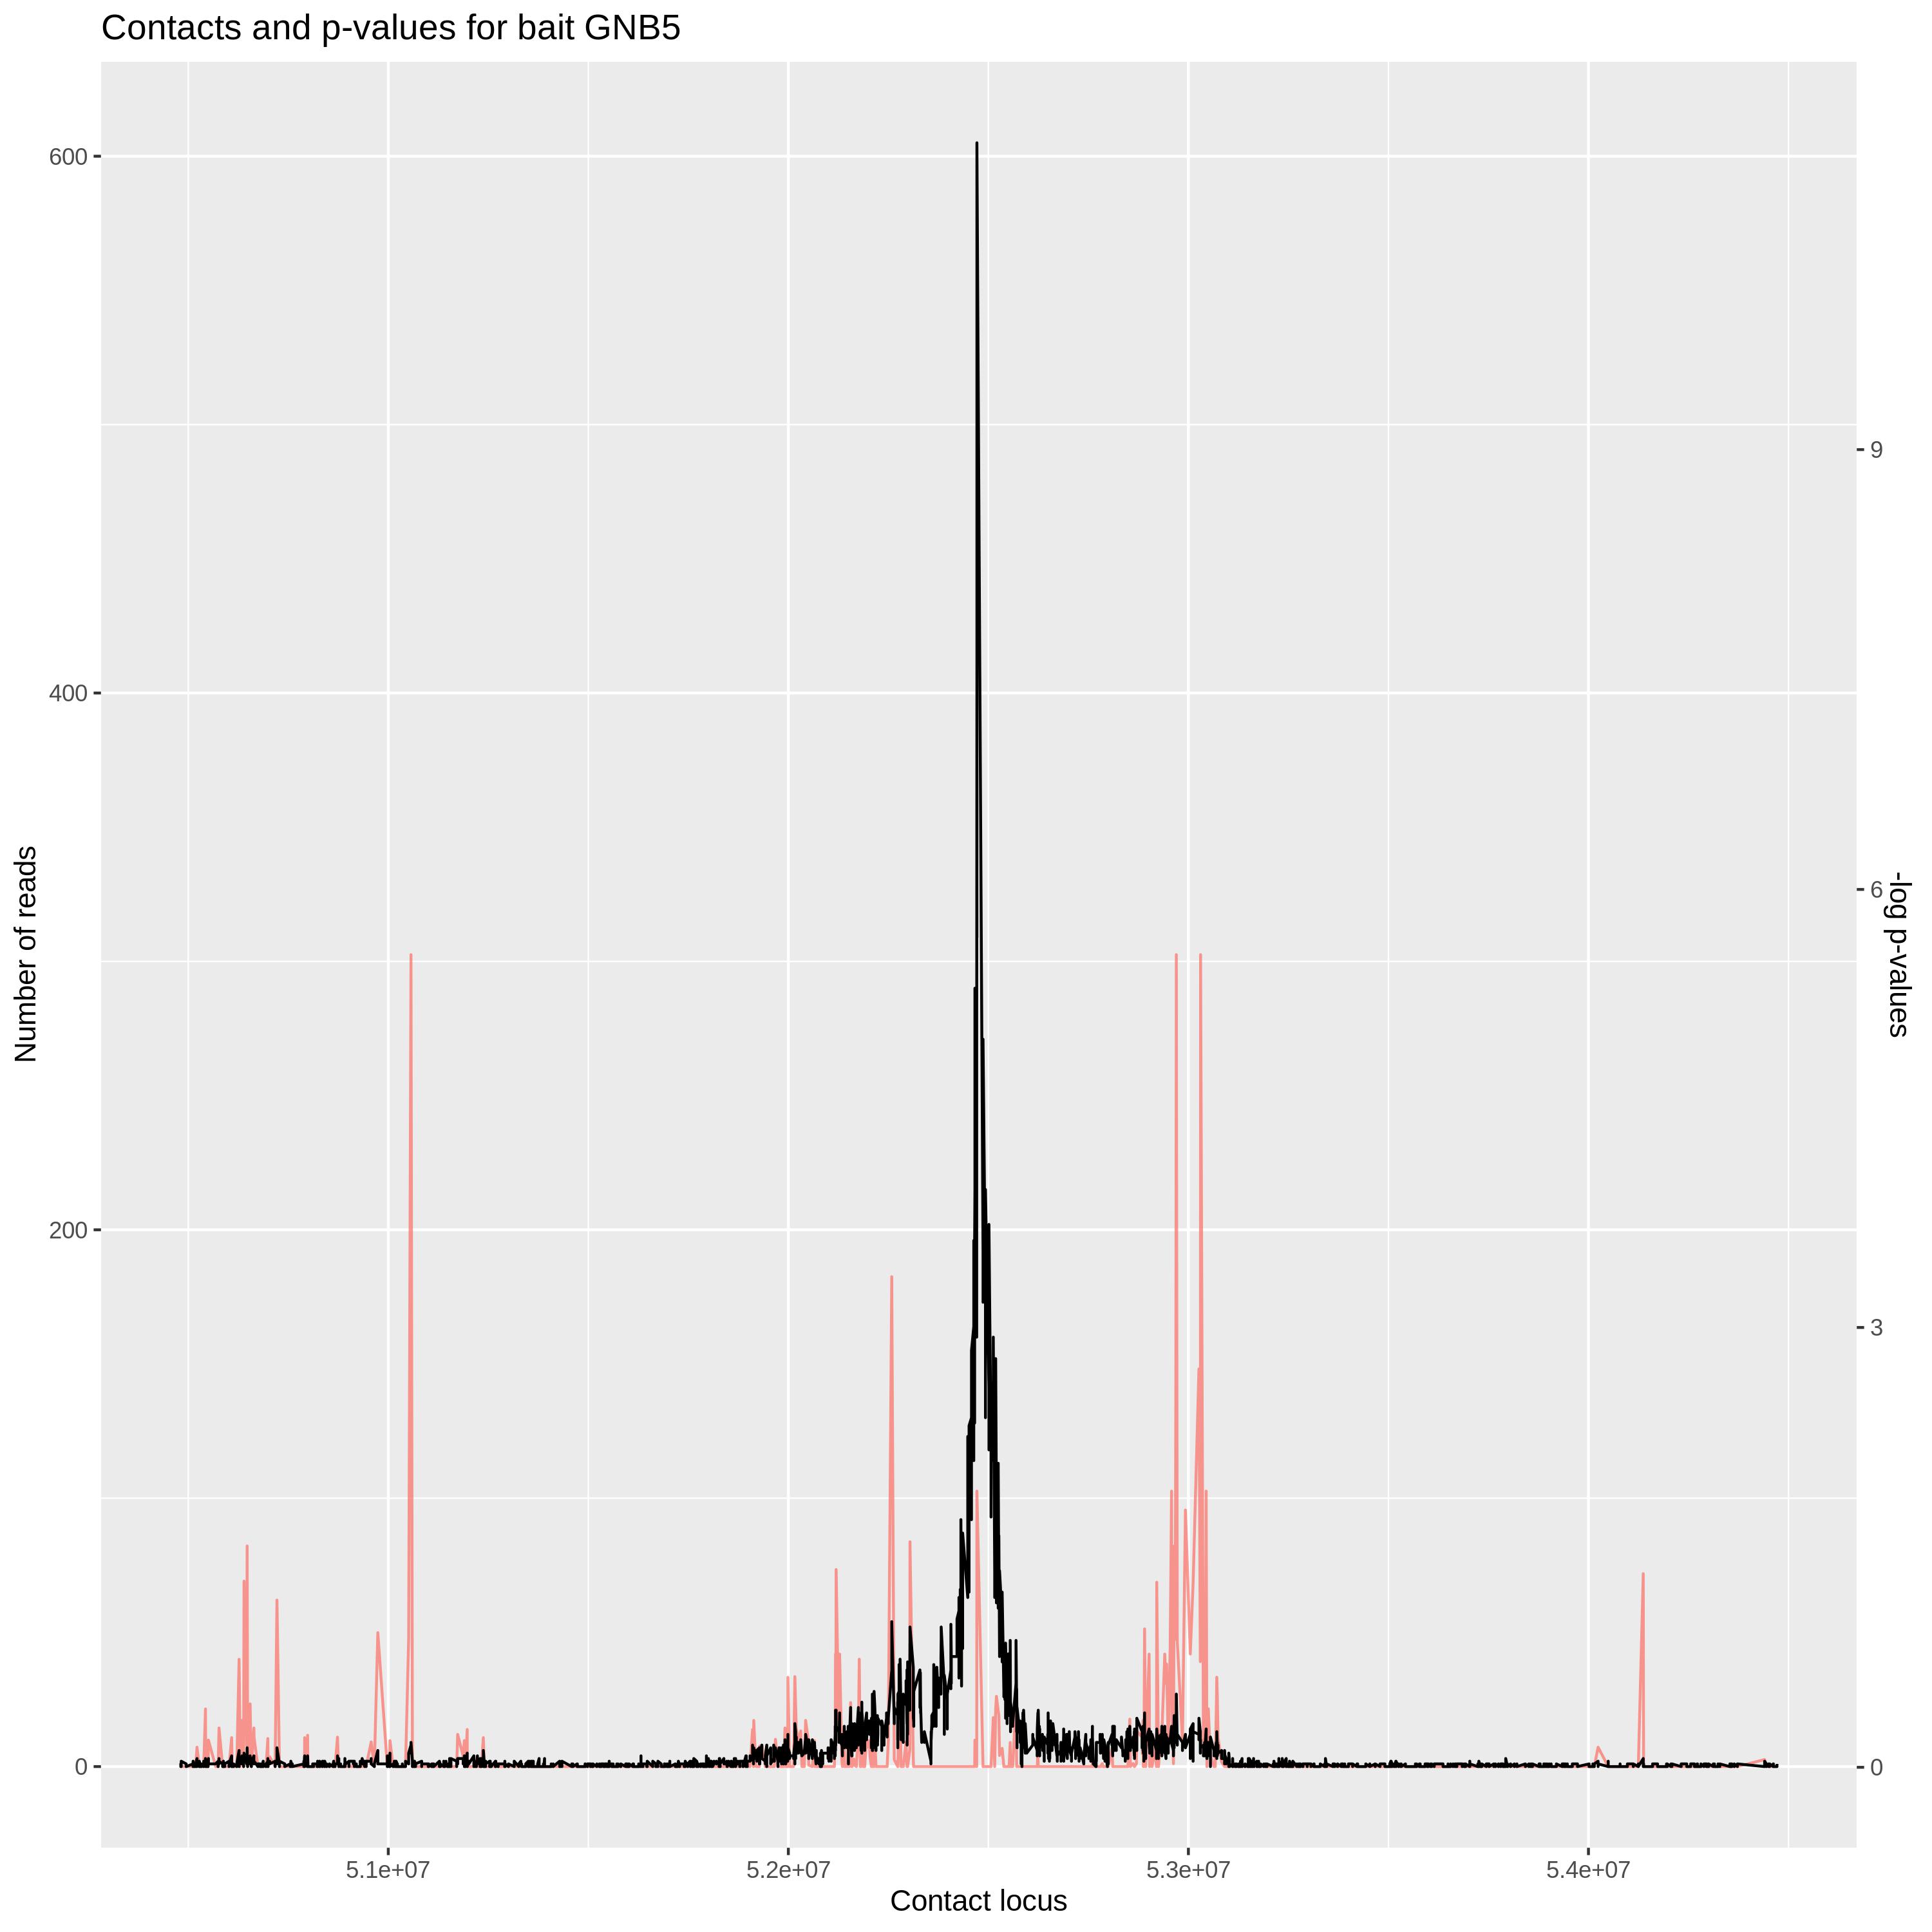 Contacts and p-values for bait GNB5
600
400
200
0
Number of reads
9
6
3
0
-log p-values
5.1e+07
5.2e+07
5.3e+07
5.4e+07
Contact locus